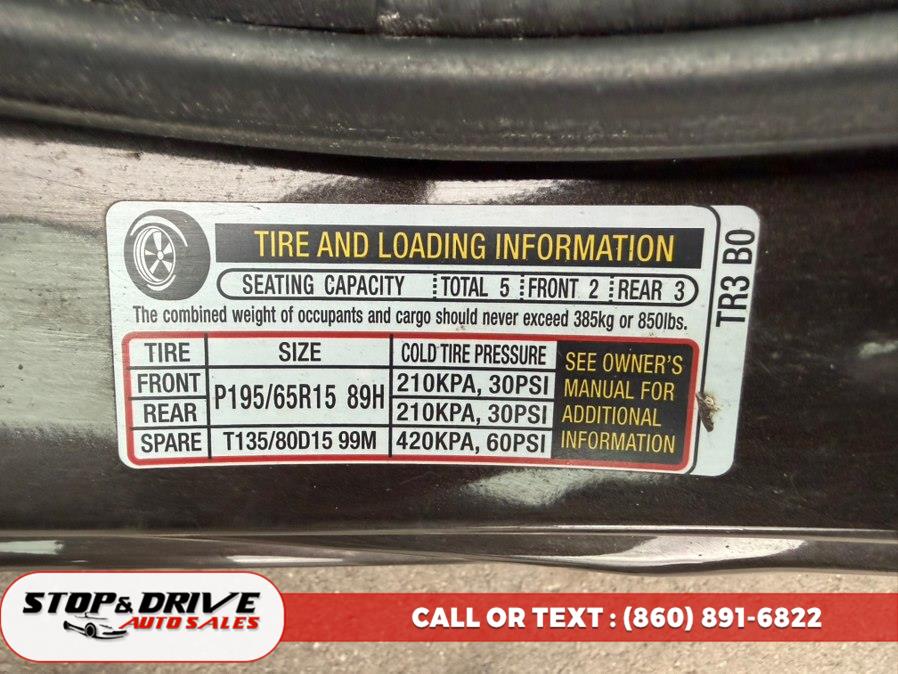 TIRE AND LOADING INFORMATION
SEATING CAPACITY TOTAL 5 FRONT 2 REAR 3
The combined weight of occupants and cargo should never exceed 385kg or 850lbs.
TIRE SIZE COLD TIRE PRESSURE
FRONT P195/65R15 89H 210KPA, 30PSI
REAR 210KPA, 30PSI
SPARE T135/80D15 99M 420KPA, 60PSI
SEE OWNER'S
MANUAL FOR
ADDITIONAL
INFORMATION
TR3 B0
STOP & DRIVE
AUTO SALES
CALL OR TEXT : (860) 891-6822